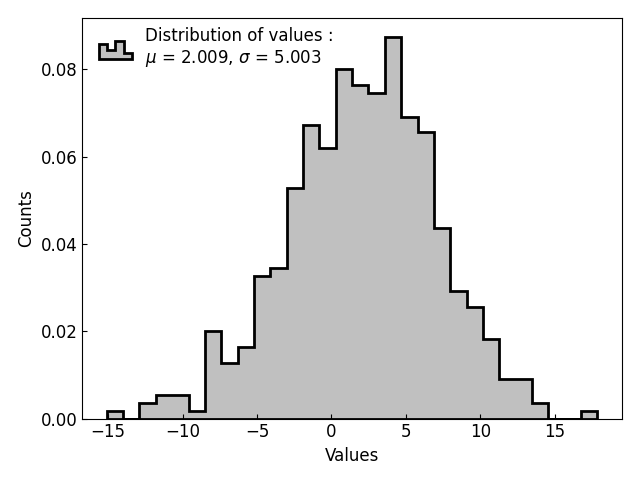 Distribution of values :
μ = 2.009, σ = 5.003
0.08
0.06
0.04
0.02
0.00
Counts
−15 −10 −5 0 5 10 15
Values